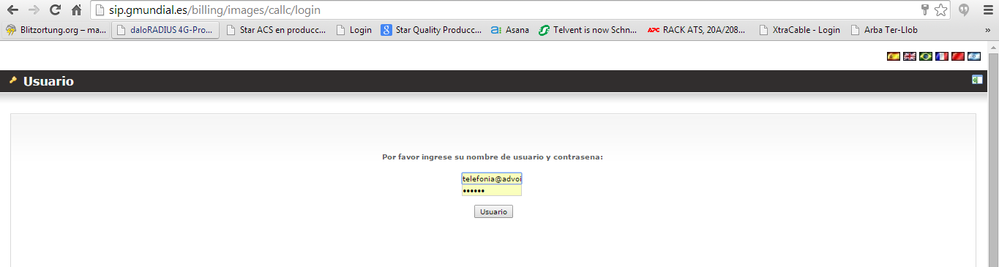 sip.gmundial.es/billing/images/callc/login
Blitzortung.org – ma... daloRADIUS 4G-Pro... Star ACS en producc... Login Star Quality Producc... Asana Telvent is now Schn... APC RACK ATS, 20A/208... XtraCable - Login Arba Ter-Llob »
Usuario
Por favor ingrese su nombre de usuario y contrasena:
telefonia@advoi
••••••
Usuario